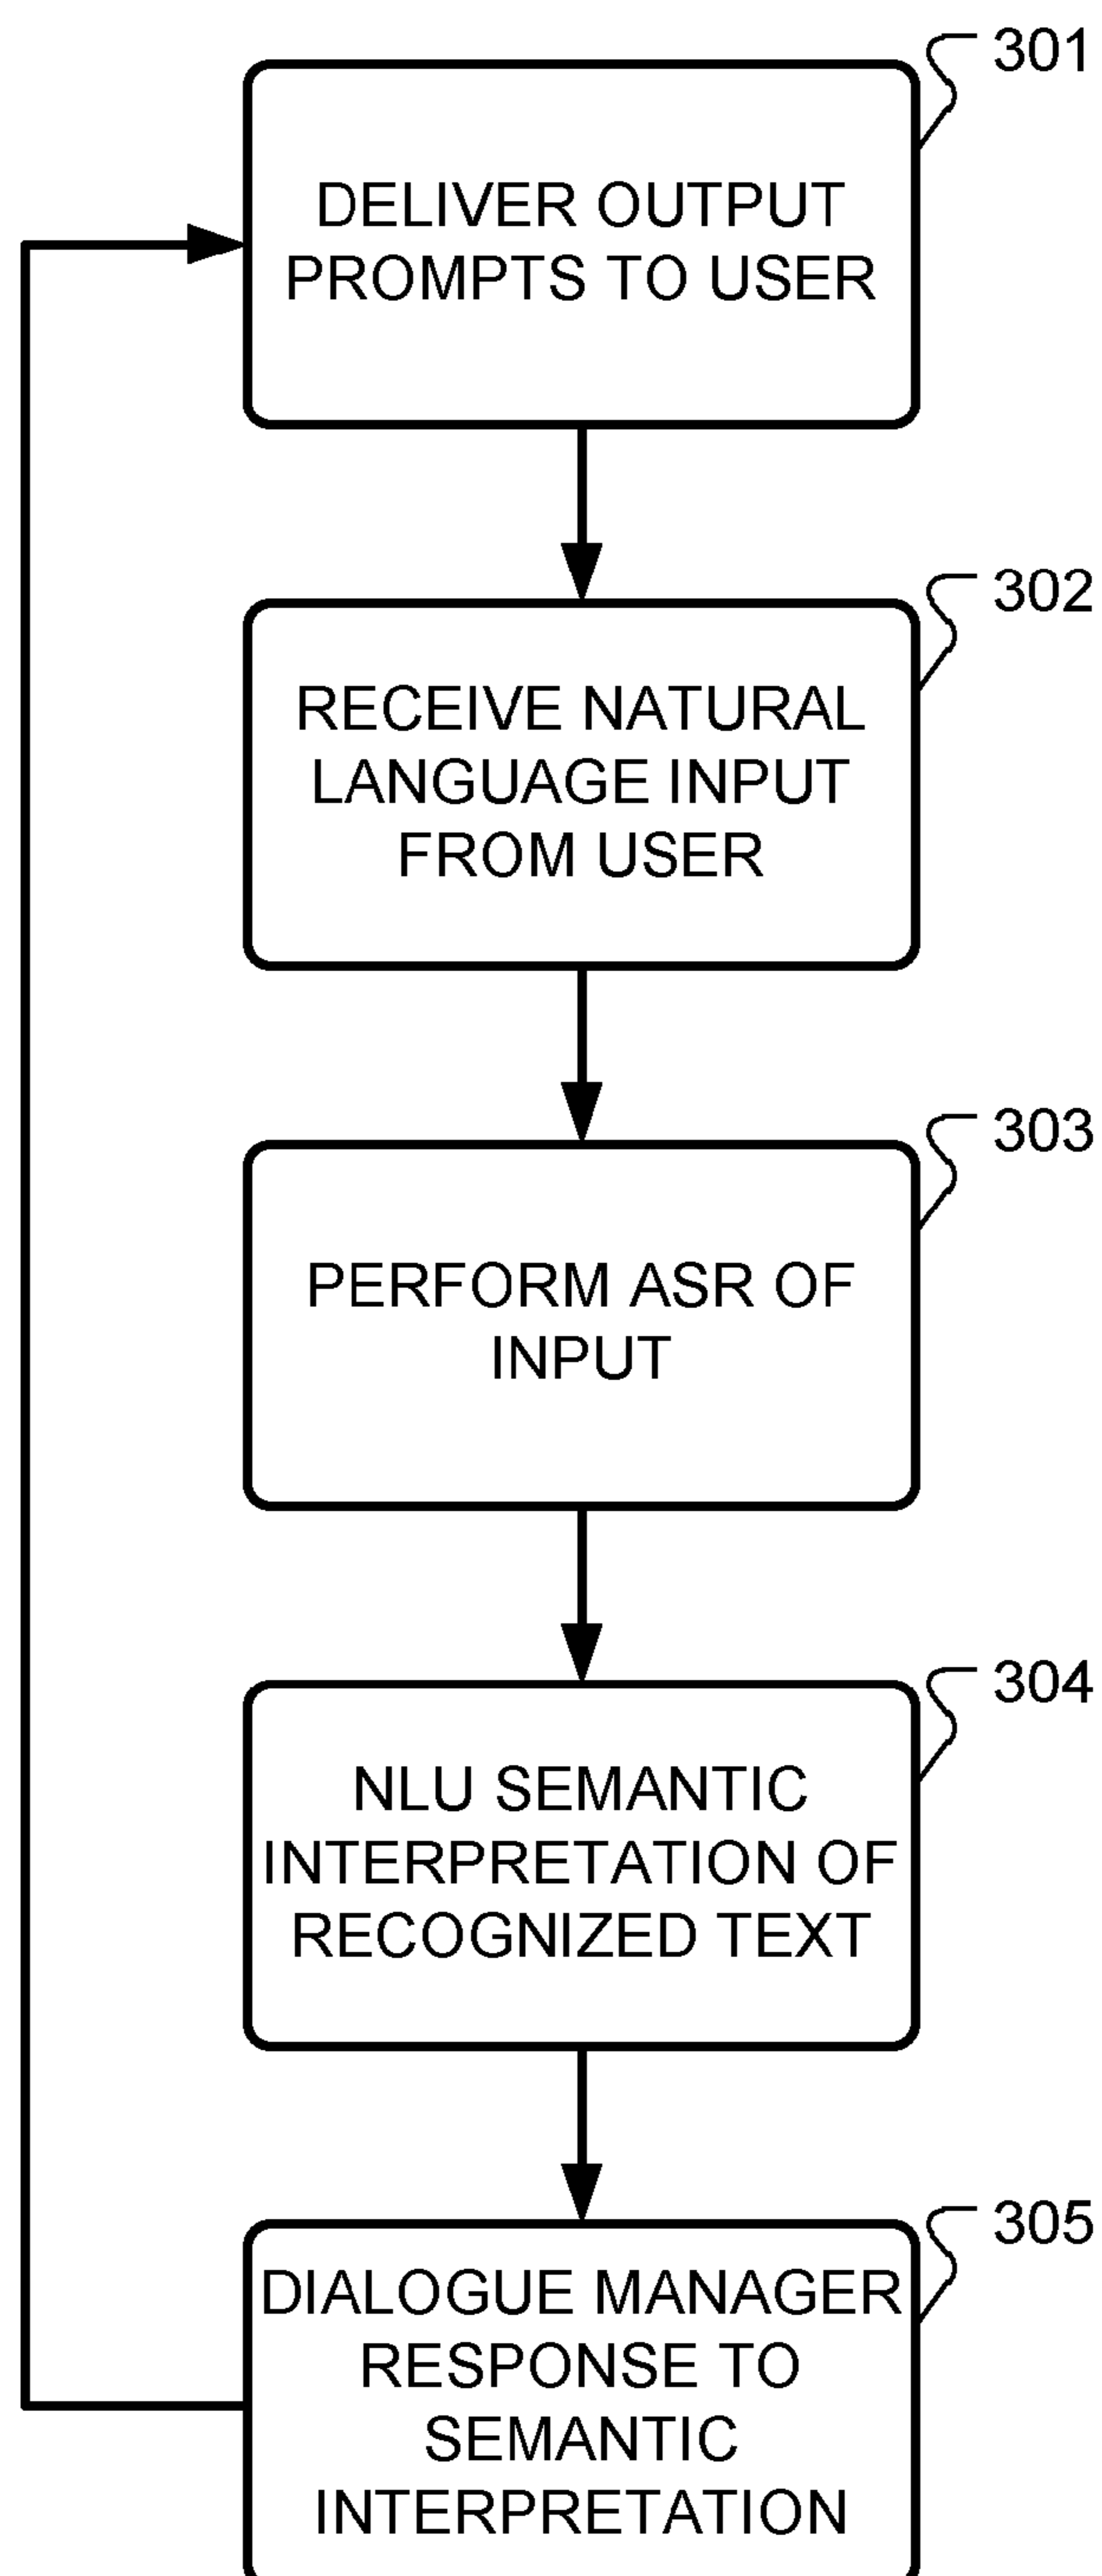 301
DELIVER OUTPUT
PROMPTS TO USER
302
RECEIVE NATURAL
LANGUAGE INPUT
FROM USER
303
PERFORM ASR OF
INPUT
304
NLU SEMANTIC
INTERPRETATION OF
RECOGNIZED TEXT
305
DIALOGUE MANAGER
RESPONSE TO
SEMANTIC
INTERPRETATION